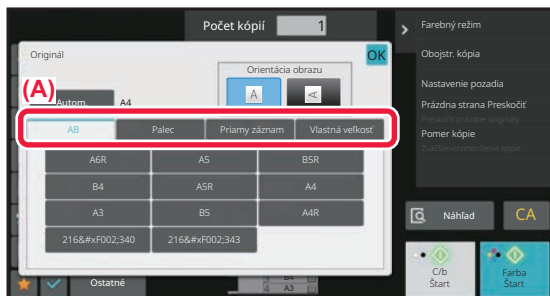 Počet kópií 1
Originál
OK
Orientácia obrazu
A
A
(A)
Autom. A4
AB Palec Priamy záznam Vlastná veľkosť
A6R A5 B5R
B4 A5R A4
A3 B5 A4R
216&#xF002;340 216&#xF002;343
Ostatné
A3
Farebný režim
Obojstr. kópia
Nastavenie pozadia
Prázdna strana Preskočiť
Preskočiť prázdne originály
Pomer kópie
Zväčšenie/zmenšenie kópie
Náhľad CA
C/b
Štart
Farba
Štart